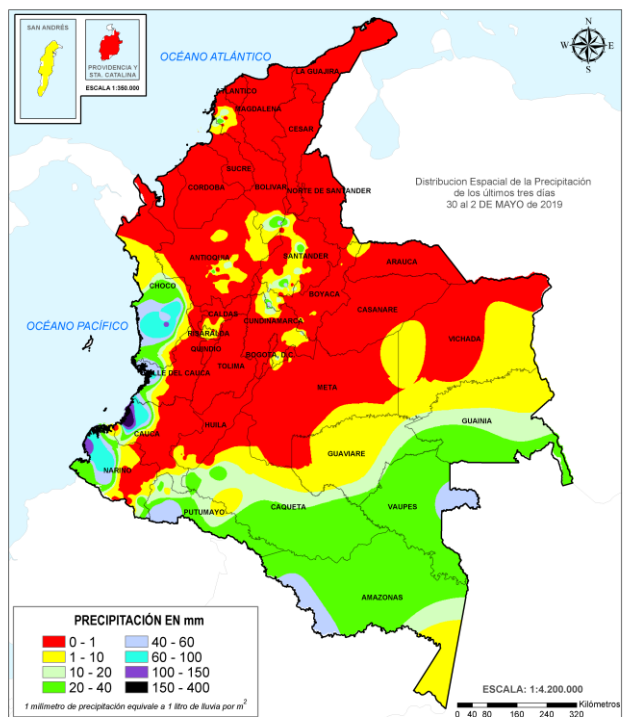 SAN ANDRÉS
PROVIDENCIA Y
STA. CATALINA
ESCALA 1:350.000
OCÉANO ATLÁNTICO
N
W
E
S
LA GUAJIRA
ATLANTICO
MAGDALENA
CESAR
SUCRE
CORDOBA
BOLIVAR
NORTE DE SANTANDER
Distribucion Espacial de la Precipitación
de los últimos tres días
30 al 2 DE MAYO de 2019
ANTIOQUIA
SANTANDER
ARAUCA
CHOCO
BOYACA
CASANARE
OCÉANO PACÍFICO
CALDAS
CUNDINAMARCA
RISARALDA
VICHADA
QUINDIO
BOGOTA, D.C.
TOLIMA
VALLE DEL CAUCA
META
GUAINIA
CAUCA
HUILA
GUAVIARE
NARIÑO
CAQUETA
VAUPES
PUTUMAYO
AMAZONAS
PRECIPITACIÓN EN mm
0 - 1
40 - 60
1 - 10
60 - 100
10 - 20
100 - 150
20 - 40
150 - 400
1 milimetro de precipitación equivale a 1 litro de lluvia por m2
ESCALA: 1:4.200.000
Kilómetros
0 40 80 160 240 320